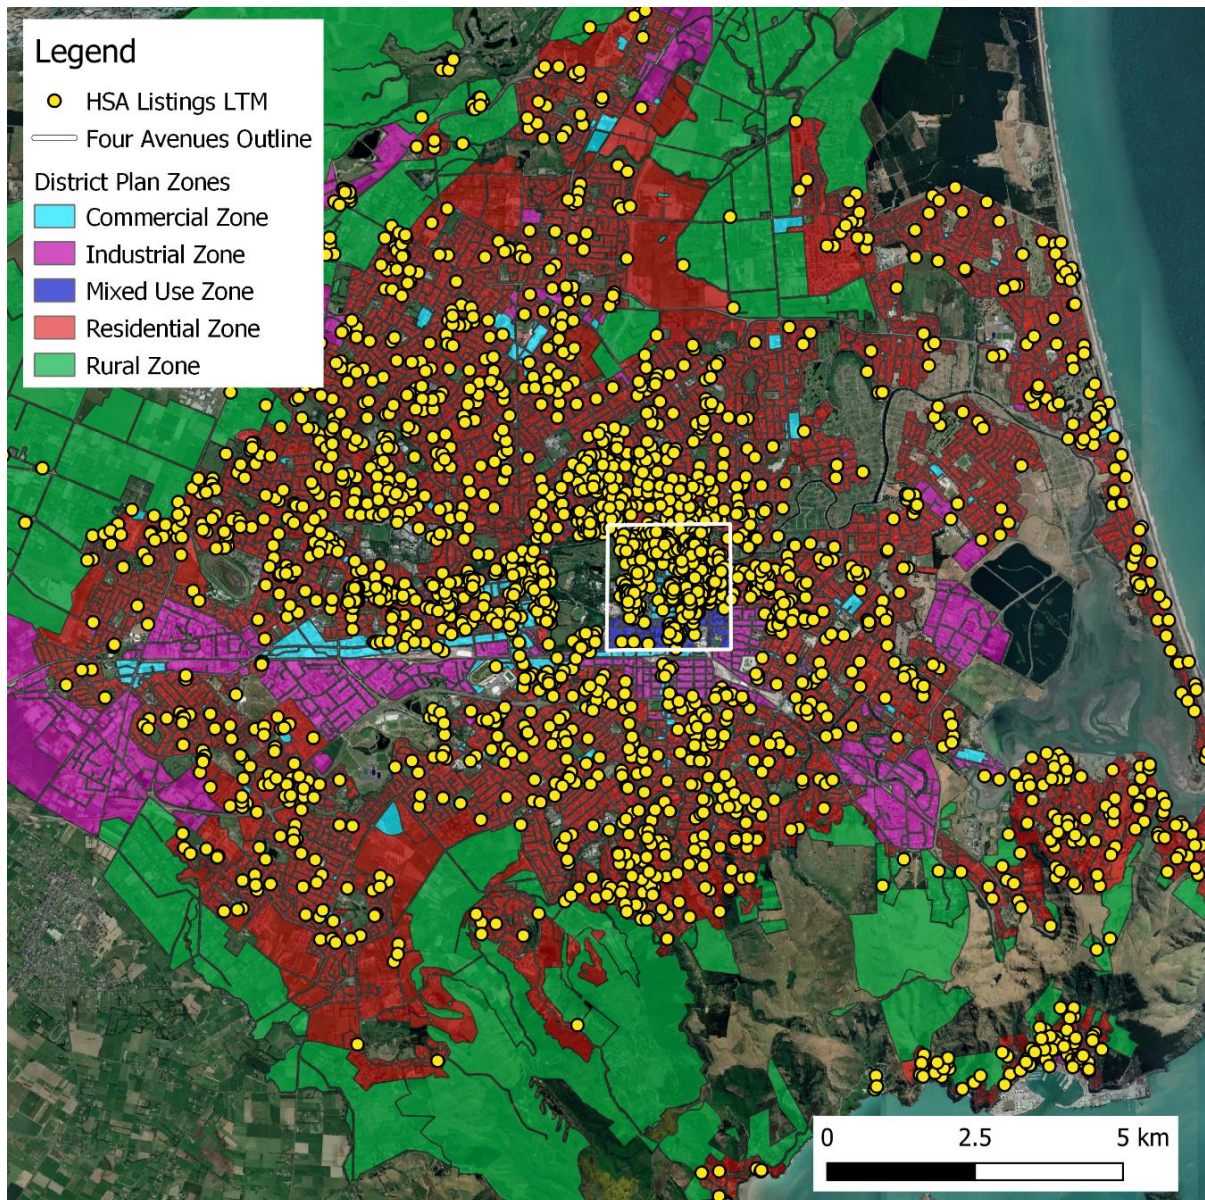 Legend
HSA Listings LTM
Four Avenues Outline
District Plan Zones
Commercial Zone
Industrial Zone
Mixed Use Zone
Residential Zone
Rural Zone
0 2.5 5 km